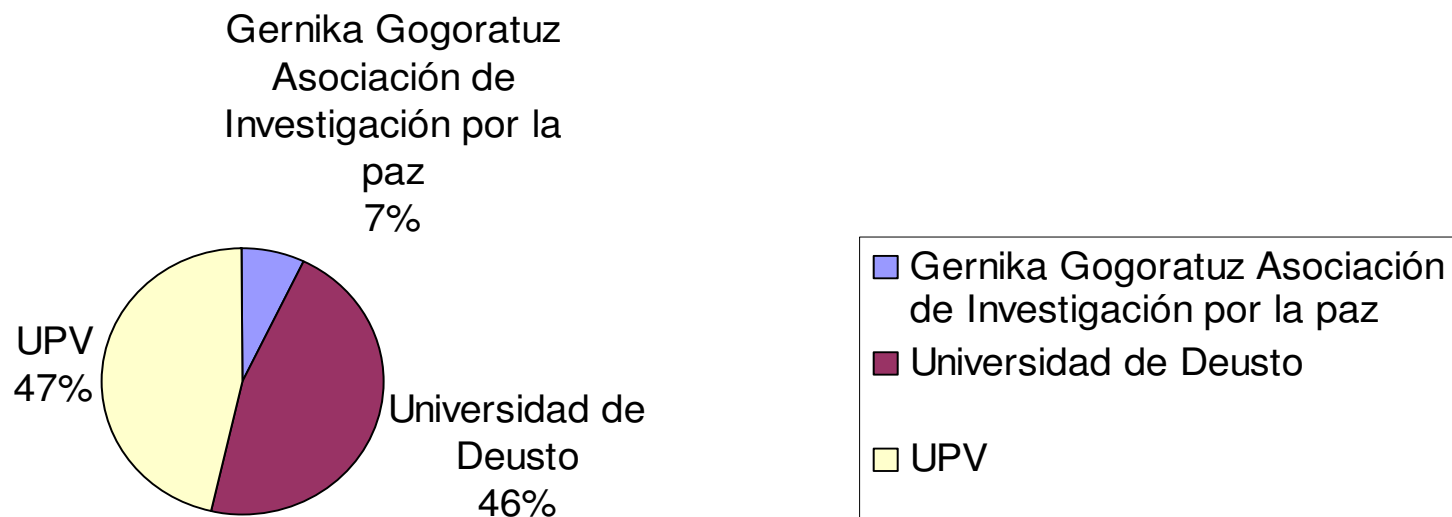 Gernika Gogoratuz
Asociación de
Investigación por la
paz
7%
UPV
47%
Universidad de
Deusto
46%
Gernika Gogoratuz Asociación
de Investigación por la paz
Universidad de Deusto
UPV